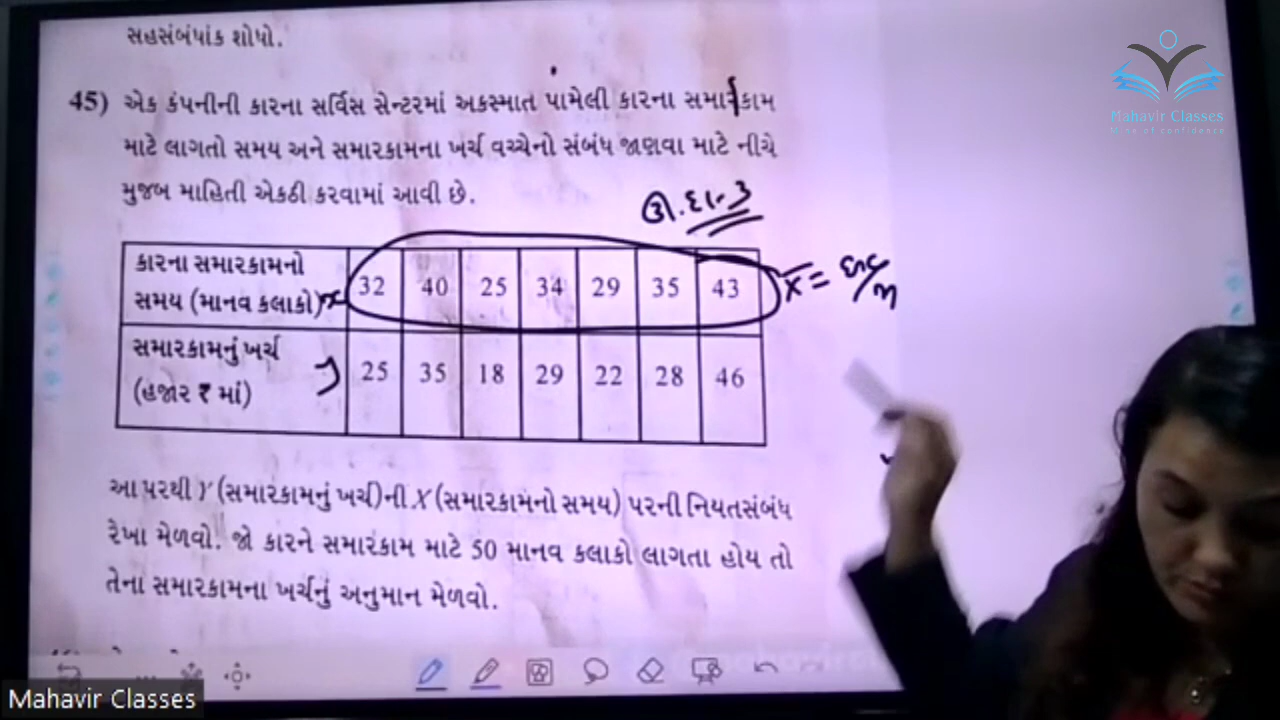 સહસંબંધાંક શોધો.
45) એક કંપનીની કારના સર્વિસ સેન્ટરમાં અકસ્માત પામેલી કારના સમારકામ
માટે લાગતો સમય અને સમારકામના ખર્ચ વચ્ચેનો સંબંધ જાણવા માટે નીચે
મુજબ માહિતી એકઠી કરવામાં આવી છે.
ઉ.દા.-3
કારના સમારકામનો
સમય (માનવ કલાકો) x 32 40 25 34 29 35 43
x̅ = Σx/n
સમારકામનું ખર્ચ
(હજાર ₹ માં) y 25 35 18 29 22 28 46
આ પરથી Y (સમારકામનું ખર્ચ)ની X (સમારકામનો સમય) પરની નિયતસંબંધ
રેખા મેળવો. જો કારને સમારકામ માટે 50 માનવ કલાકો લાગતા હોય તો
તેના સમારકામના ખર્ચનું અનુમાન મેળવો.
Mahavir Classes
Wine of confidence
Mahavir Classes